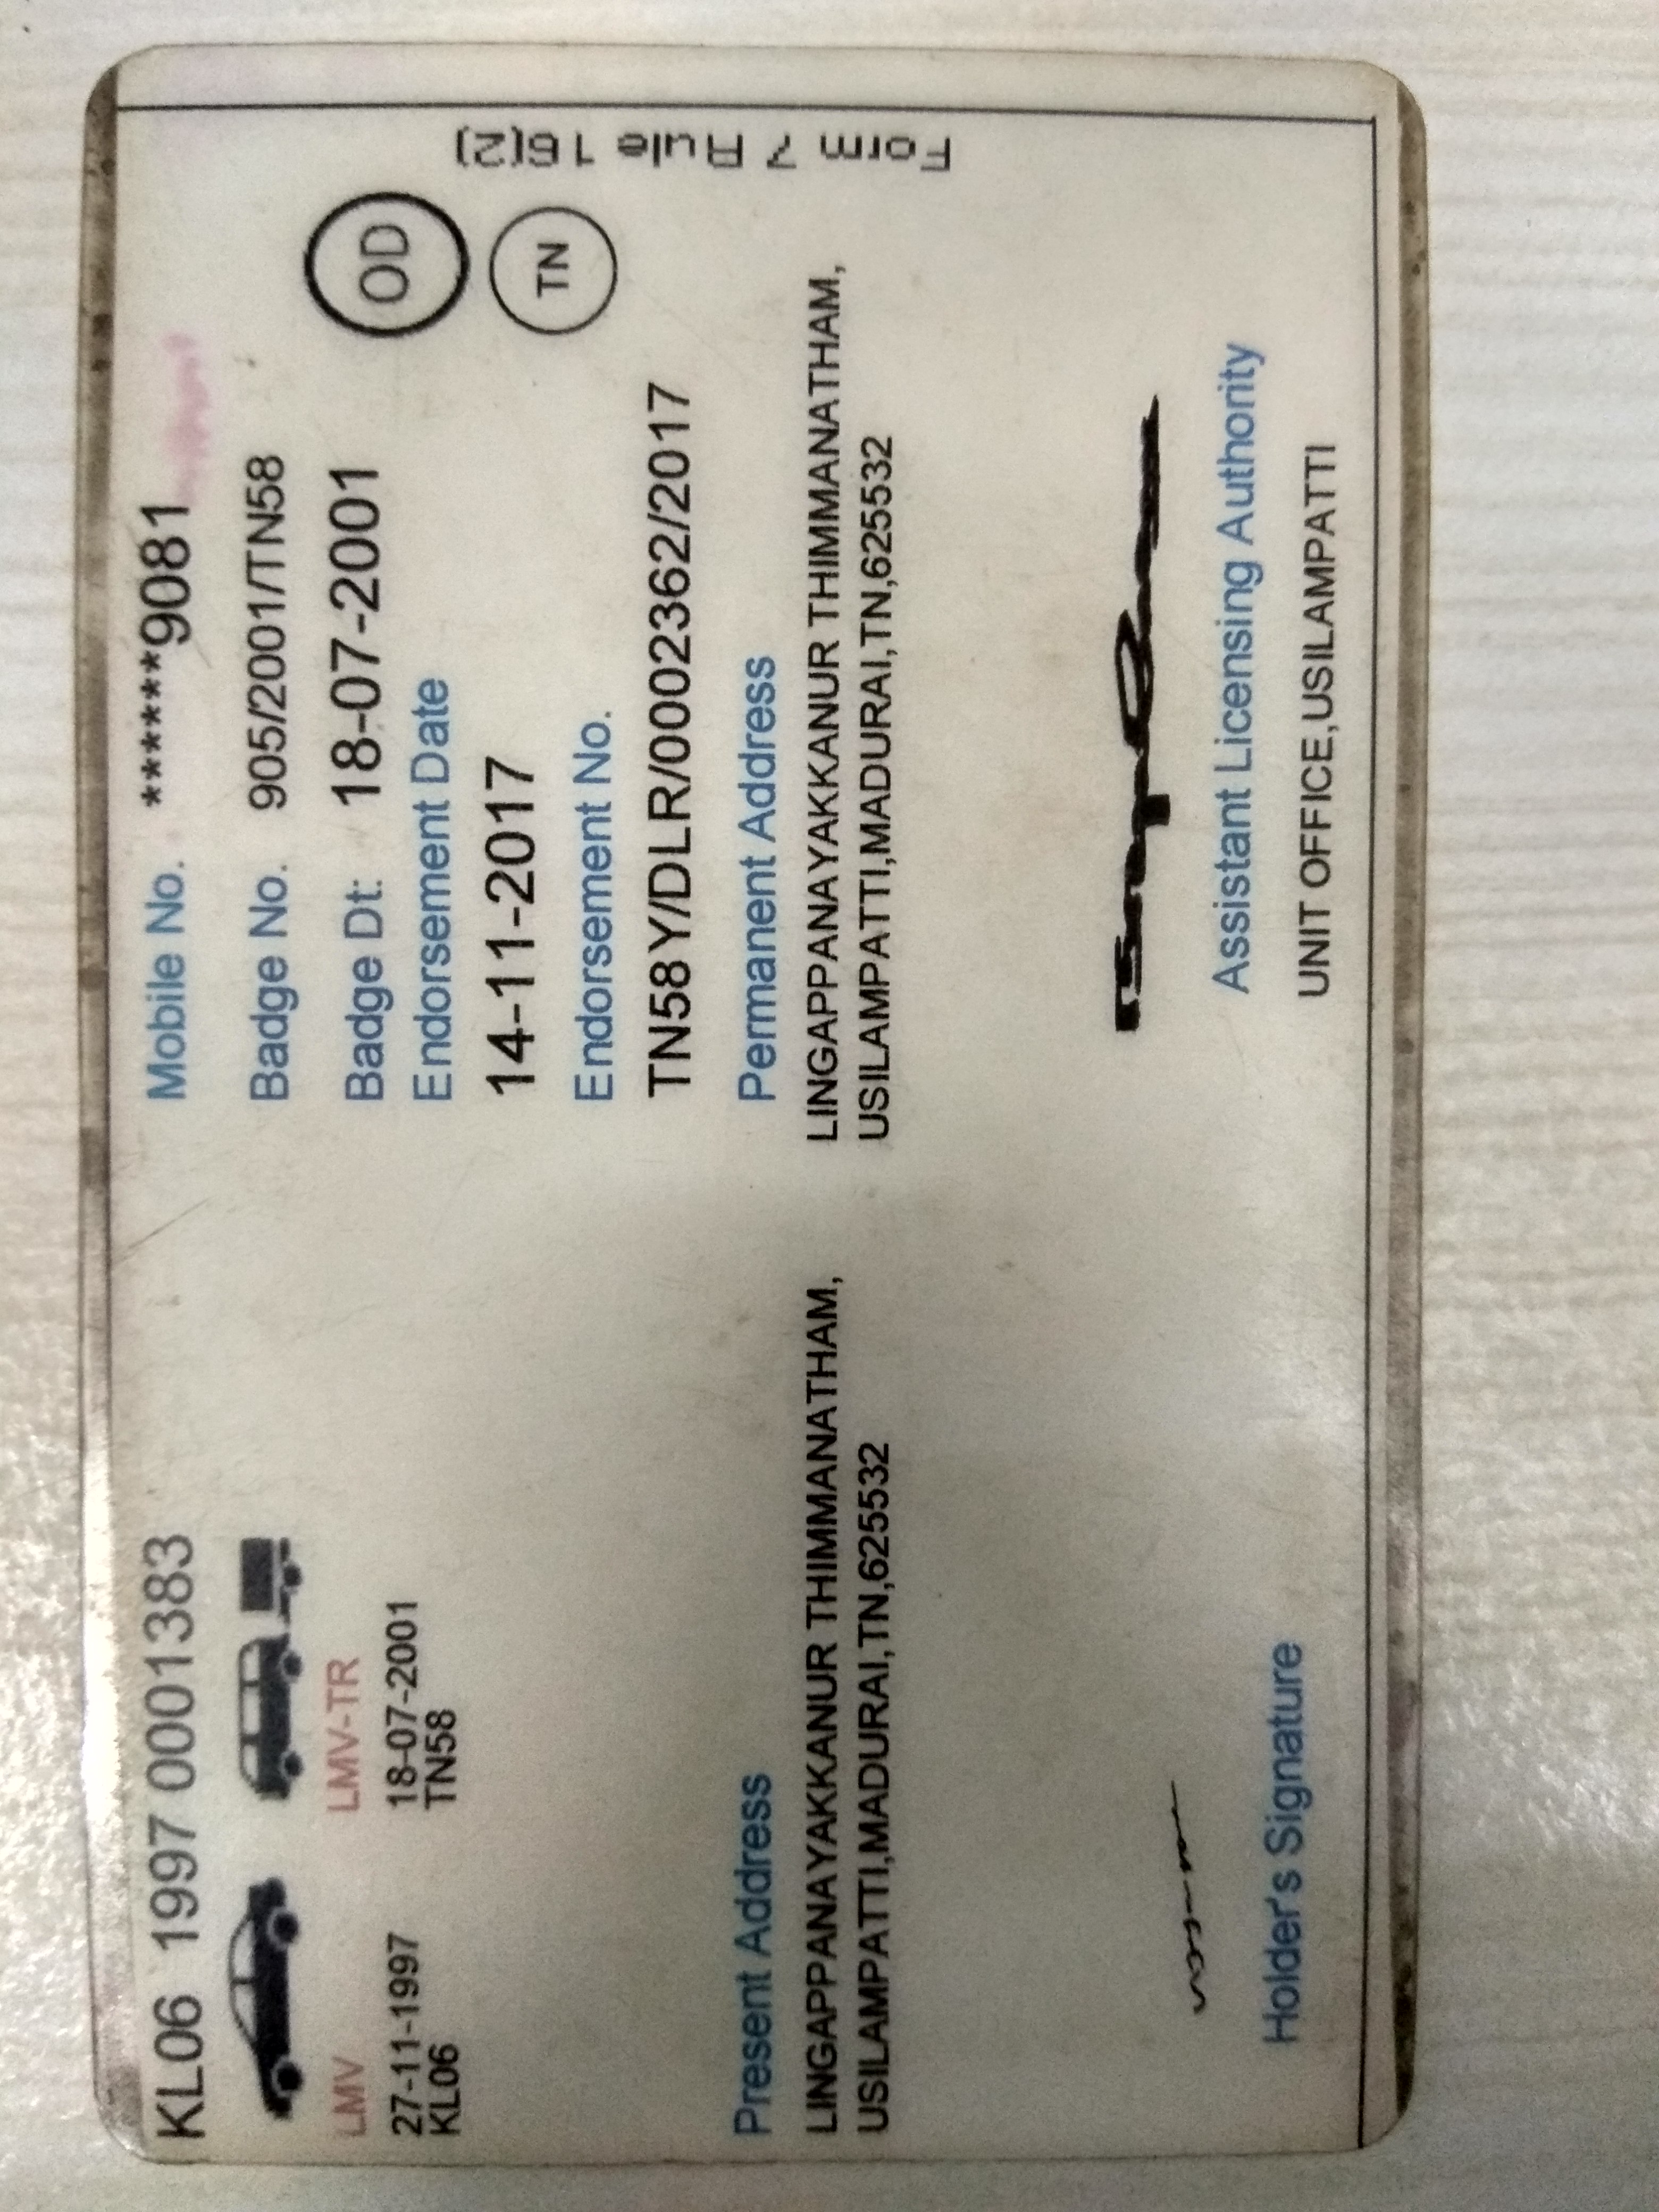 KL06 1997 0001383
LMV
27-11-1997
KL06
LMV-TR
18-07-2001
TN58
Mobile No. ******9081
Badge No. 905/2001/TN58
Badge Dt: 18-07-2001
Endorsement Date
14-11-2017
Endorsement No.
TN58Y/DLR/0002362/2017
OD
TN
Form 7 Rule 16(2)
Present Address
LINGAPPANAYAKKANUR THIMMANATHAM,
USILAMPATTI,MADURAI,TN,625532
Permanent Address
LINGAPPANAYAKKANUR THIMMANATHAM,
USILAMPATTI,MADURAI,TN,625532
Holder's Signature
Assistant Licensing Authority
UNIT OFFICE,USILAMPATTI